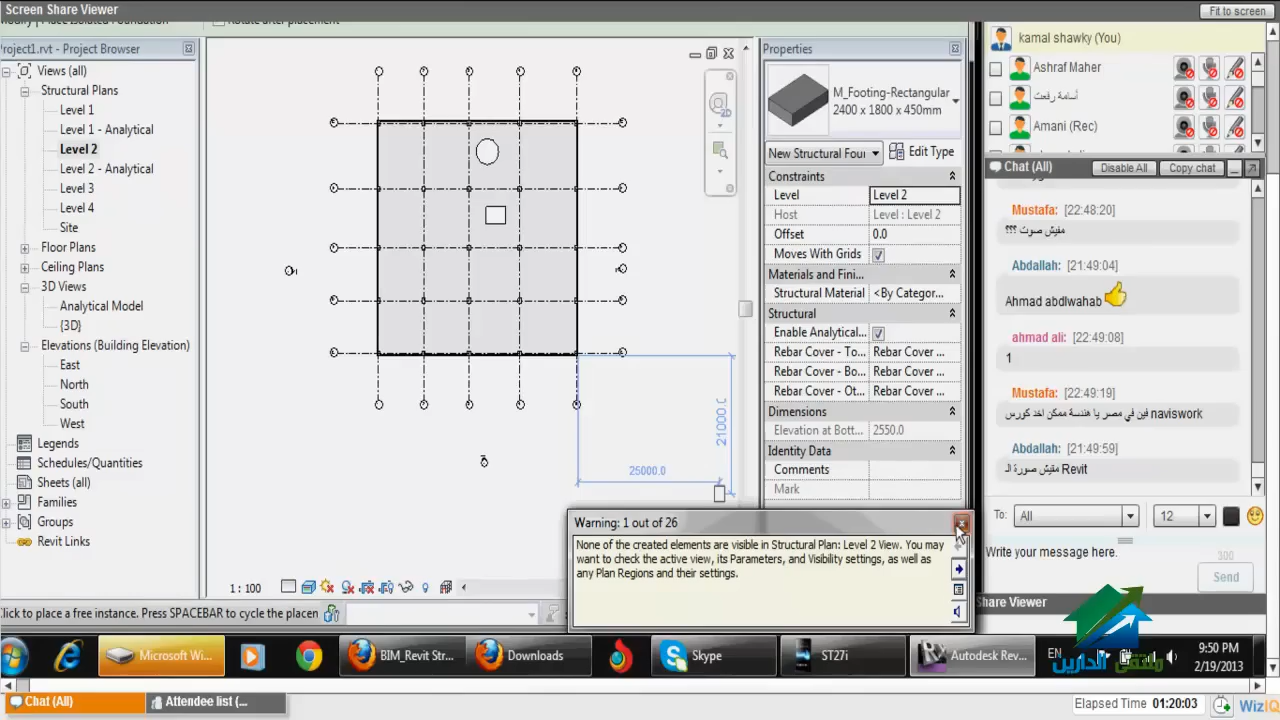 Screen Share Viewer
Fit to screen
Modify | Place Isolated Foundation
Rotate after placement
Project1.rvt - Project Browser
Views (all)
Structural Plans
Level 1
Level 1 - Analytical
Level 2
Level 2 - Analytical
Level 3
Level 4
Site
Floor Plans
Ceiling Plans
3D Views
Analytical Model
{3D}
Elevations (Building Elevation)
East
North
South
West
Legends
Schedules/Quantities
Sheets (all)
Families
Groups
Revit Links
2D
21000.0
25000.0
1 : 100
Click to place a free instance. Press SPACEBAR to cycle the placen
Properties
M_Footing-Rectangular
2400 x 1800 x 450mm
New Structural Four
Edit Type
Constraints
Level
Level 2
Host
Level : Level 2
Offset
0.0
Moves With Grids
Materials and Fini...
Structural Material
<By Categor...
Structural
Enable Analytical...
Rebar Cover - To...
Rebar Cover ...
Rebar Cover - Bo...
Rebar Cover ...
Rebar Cover - Ot...
Rebar Cover ...
Dimensions
Elevation at Bott...
2550.0
Identity Data
Comments
Mark
Warning: 1 out of 26
None of the created elements are visible in Structural Plan: Level 2 View. You may
want to check the active view, its Parameters, and Visibility settings, as well as
any Plan Regions and their settings.
kamal shawky (You)
Ashraf Maher
أسامة رفعت
Amani (Rec)
Chat (All)
Disable All
Copy chat
Mustafa: [22:48:20]
مفيش صوت ؟؟؟
Abdallah: [21:49:04]
Ahmad abdlwahab
ahmad ali: [22:49:08]
1
Mustafa: [22:49:19]
فين في مصر يا هندسة ممكن اخد كورس naviswork
Abdallah: [21:49:59]
مفيش صورة الـ Revit
To:
All
12
Write your message here.
300
Send
Share Viewer
ملتقى الدارين
Microsoft Wi...
BIM_Revit Str...
Downloads
Skype
ST27i
Autodesk Rev...
EN
9:50 PM
2/19/2013
Chat (All)
Attendee list (...
Elapsed Time
01:20:03
WizIQ